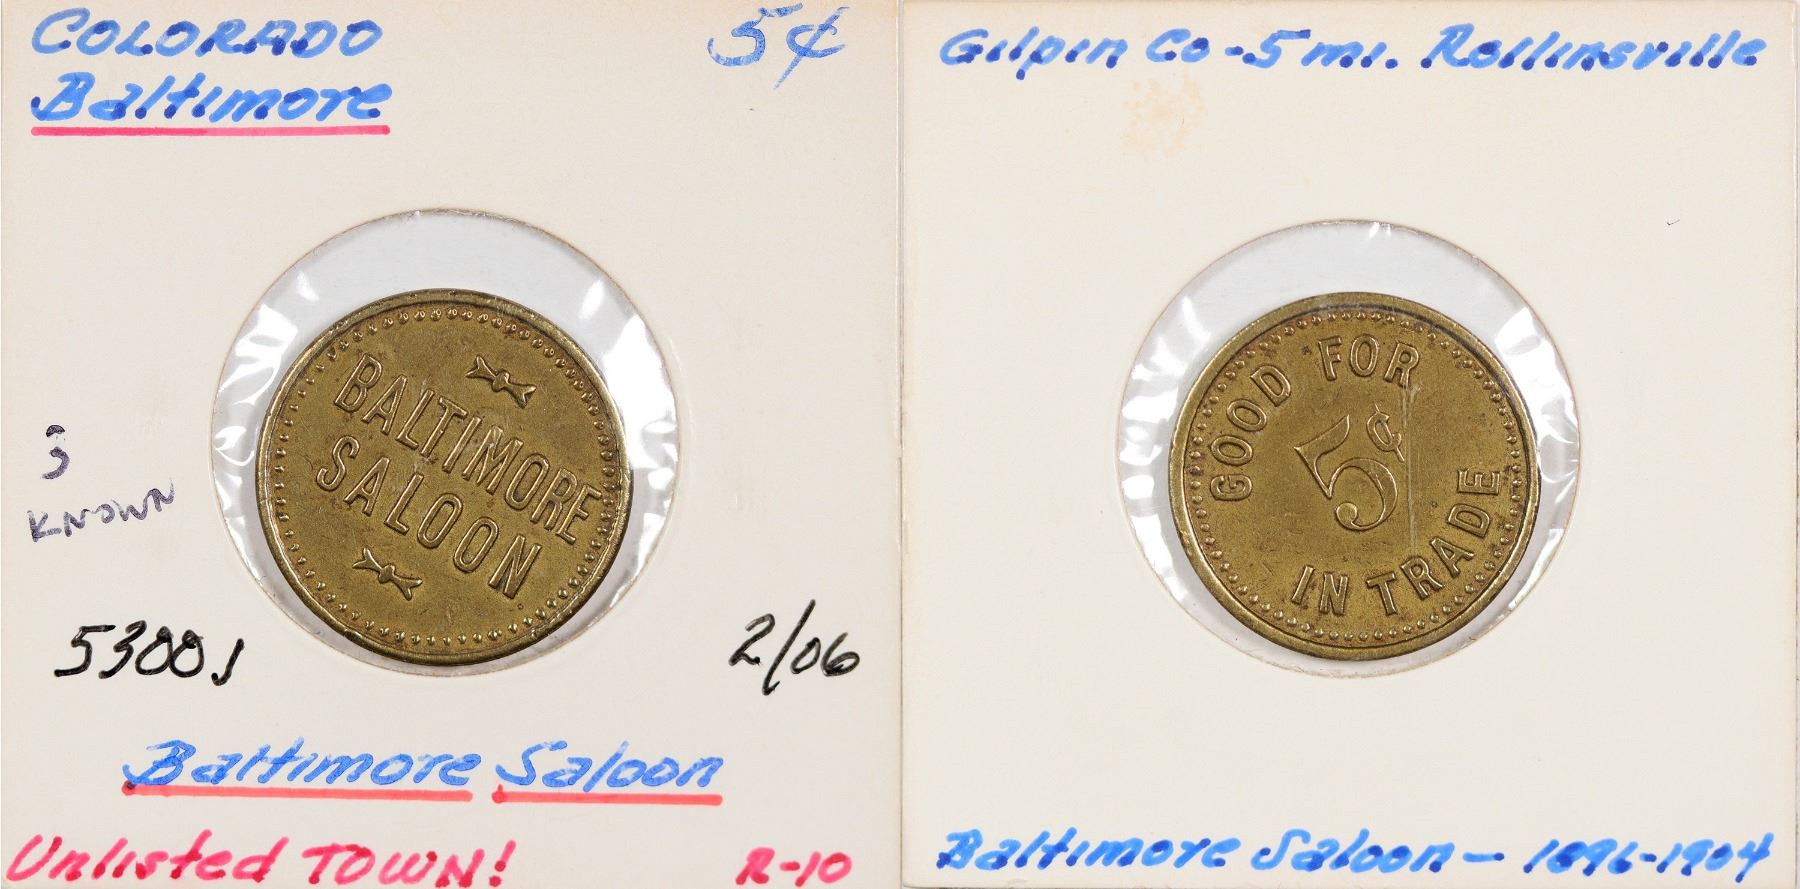 COLORADO
Baltimore
5¢
BALTIMORE
SALOON
3
KNOWN
5300J
2/06
Baltimore Saloon
Unlisted TOWN!
R-10
Gilpin Co - 5 mi. Rollinsville
GOOD FOR
5¢
IN TRADE
Baltimore Saloon - 1896-1904